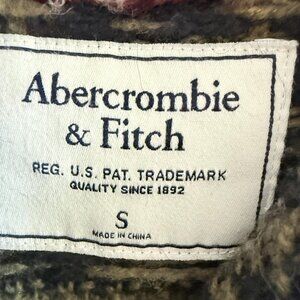 Abercrombie
& Fitch
REG. U.S. PAT. TRADEMARK
QUALITY SINCE 1892
S
MADE IN CHINA